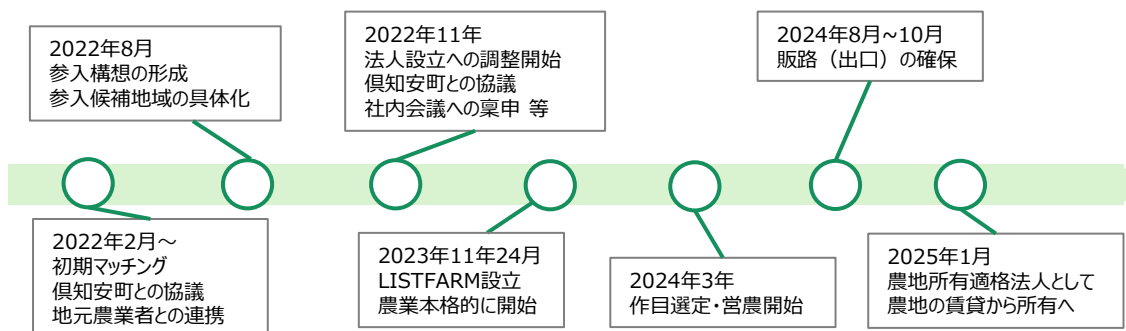 2022年8月
参入構想の形成
参入候補地域の具体化
2022年11年
法人設立への調整開始
倶知安町との協議
社内会議への稟申 等
2024年8月~10月
販路（出口）の確保
2022年2月～
初期マッチング
倶知安町との協議
地元農業者との連携
2023年11年24月
LISTFARM設立
農業本格的に開始
2024年3年
作目選定・営農開始
2025年1月
農地所有適格法人として
農地の賃貸から所有へ